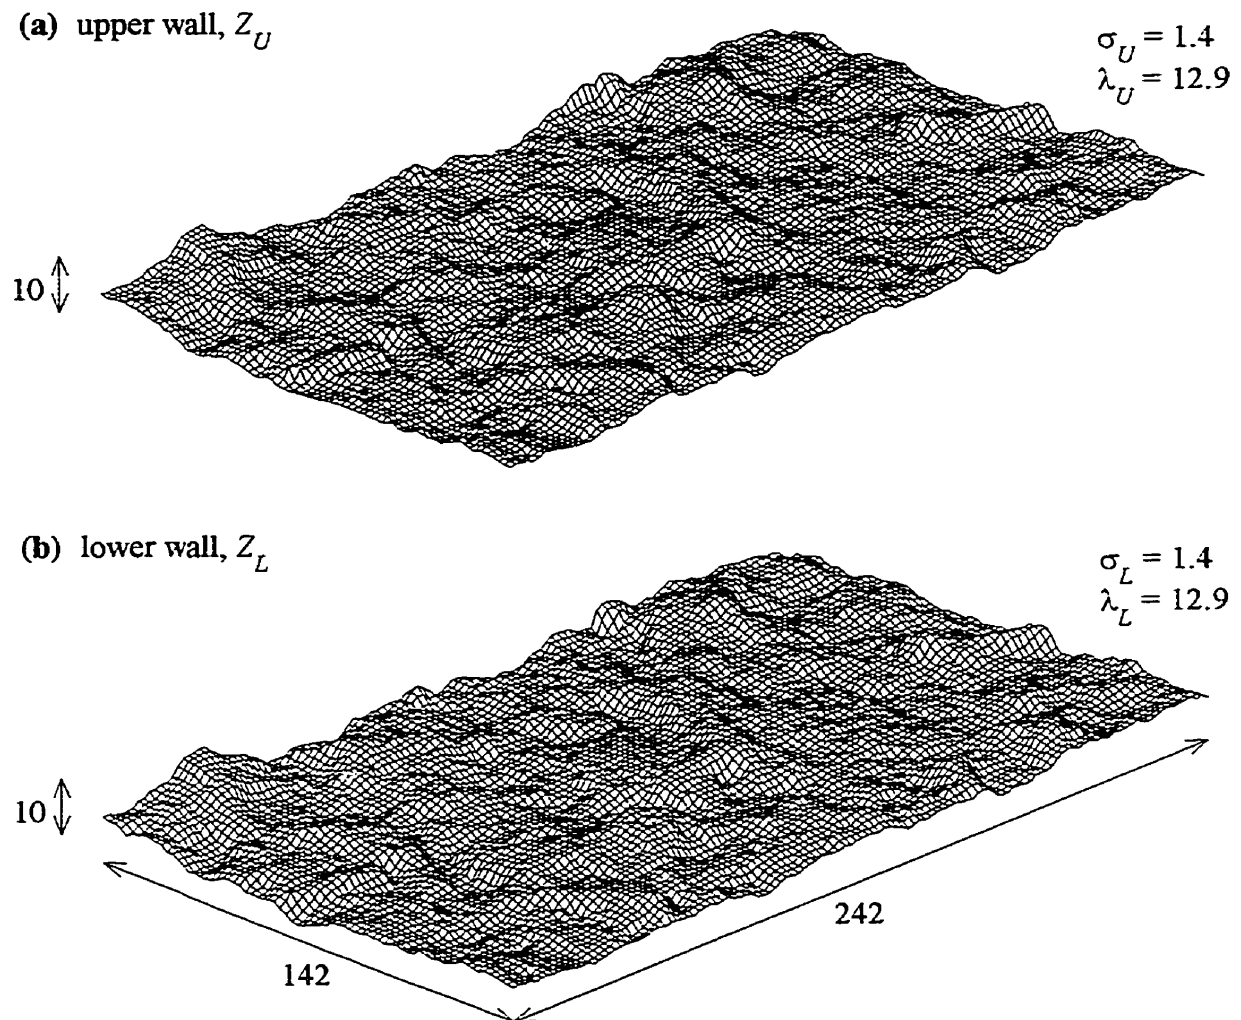 (a) upper wall, Z_U
σ_U = 1.4
λ_U = 12.9
10
(b) lower wall, Z_L
σ_L = 1.4
λ_L = 12.9
10
242
142